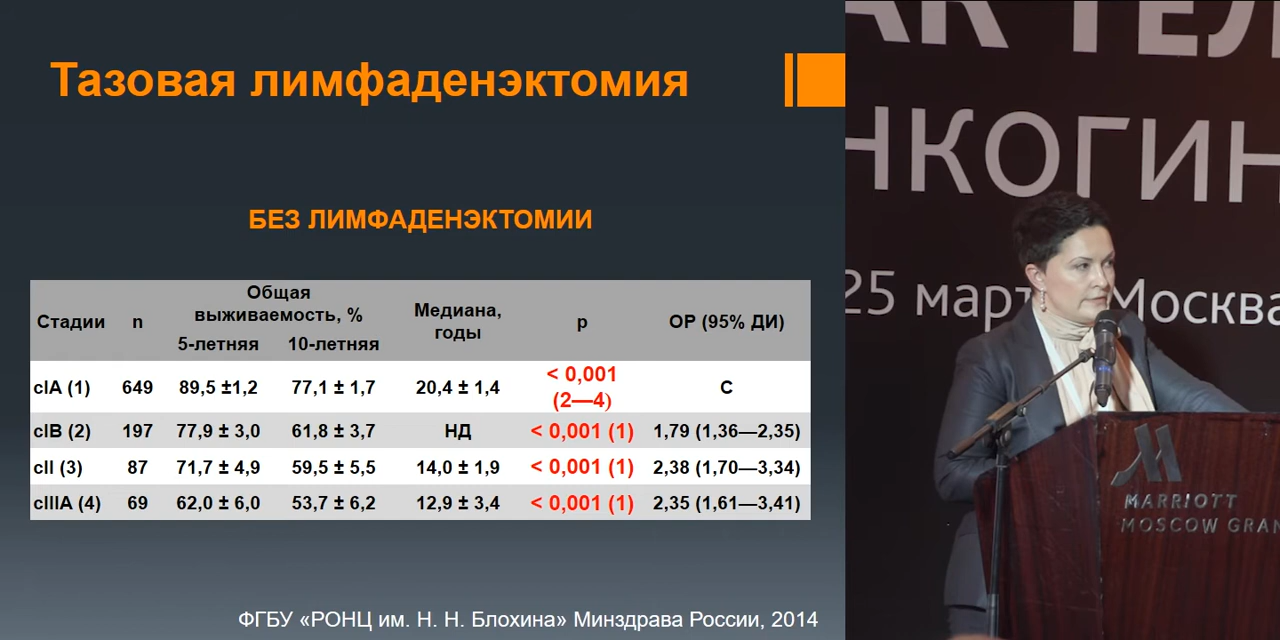 Тазовая лимфаденэктомия
БЕЗ ЛИМФАДЕНЭКТОМИИ
Стадии n Общая выживаемость, % 5-летняя 10-летняя Медиана, годы p ОР (95% ДИ)
cIA (1) 649 89,5 ±1,2 77,1 ± 1,7 20,4 ± 1,4 < 0,001 (2—4) С
cIB (2) 197 77,9 ± 3,0 61,8 ± 3,7 НД < 0,001 (1) 1,79 (1,36—2,35)
cII (3) 87 71,7 ± 4,9 59,5 ± 5,5 14,0 ± 1,9 < 0,001 (1) 2,38 (1,70—3,34)
cIIIA (4) 69 62,0 ± 6,0 53,7 ± 6,2 12,9 ± 3,4 < 0,001 (1) 2,35 (1,61—3,41)
ФГБУ «РОНЦ им. Н. Н. Блохина» Минздрава России, 2014
АК ТЕЛ
НКОГИН
25 март Москва
MARRIOTT
MOSCOW GRAN